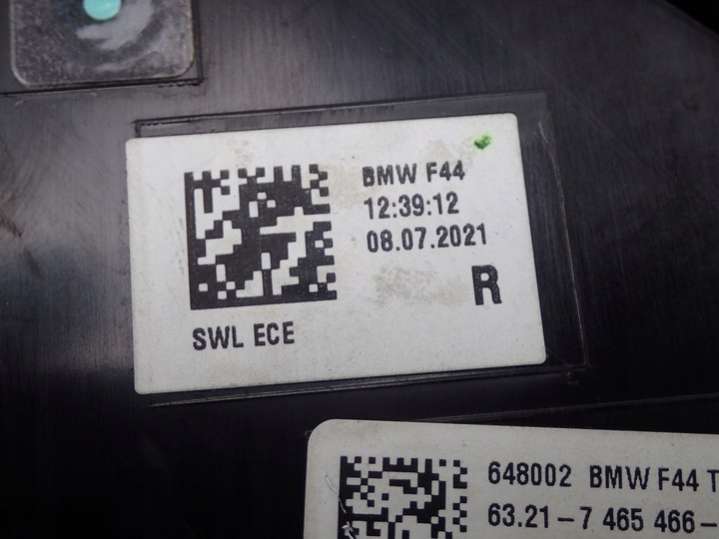 BMW F44
12:39:12
08.07.2021
R
SWL ECE
648002 BMW F44 T
63.21-7 465 466-